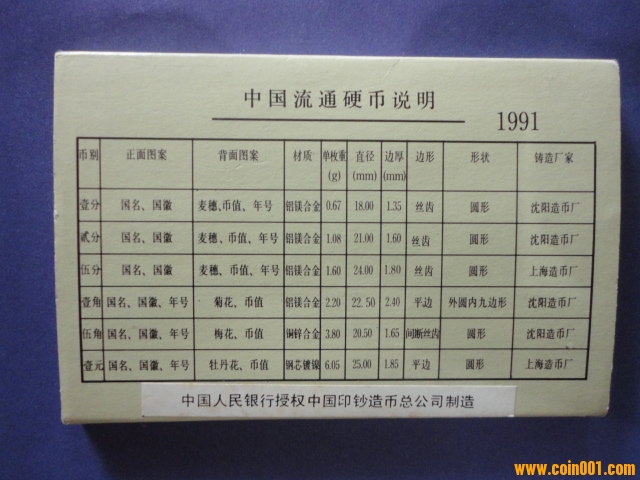 中国流通硬币说明
1991
币别 正面图案 背面图案 材质 单枚重(g) 直径(mm) 边厚(mm) 边形 形状 铸造厂家
壹分 国名、国徽 麦穗、币值、年号 铝镁合金 0.67 18.00 1.35 丝齿 圆形 沈阳造币厂
贰分 国名、国徽 麦穗、币值、年号 铝镁合金 1.08 21.00 1.60 丝齿 圆形 沈阳造币厂
伍分 国名、国徽 麦穗、币值、年号 铝镁合金 1.60 24.00 1.80 丝齿 圆形 上海造币厂
壹角 国名、国徽、年号 菊花、币值 铝镁合金 2.20 22.50 2.40 平边 外圆内九边形 沈阳造币厂
伍角 国名、国徽、年号 梅花、币值 铜锌合金 3.80 20.50 1.65 间断丝齿 圆形 沈阳造币厂
壹元 国名、国徽、年号 牡丹花、币值 钢芯镀镍 6.05 25.00 1.85 平边 圆形 上海造币厂
中国人民银行授权中国印钞造币总公司制造
www.coin001.com